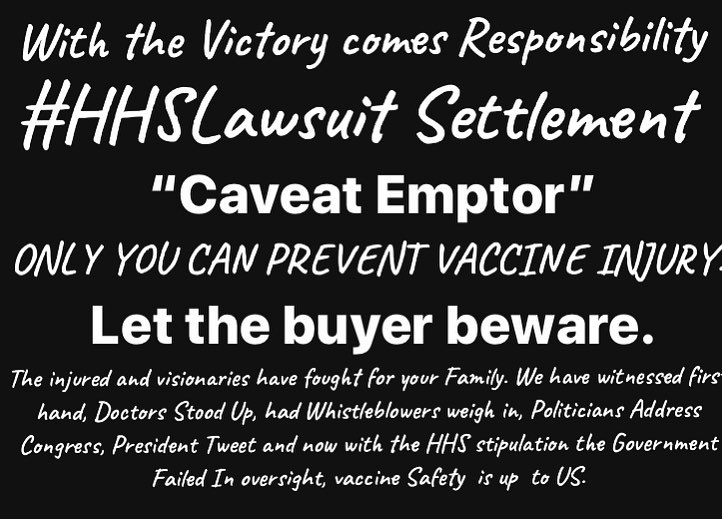 With the Victory comes Responsibility
#HHSLawsuit Settlement
"Caveat Emptor"
ONLY YOU CAN PREVENT VACCINE INJURY.
Let the buyer beware.
The injured and visionaries have fought for your Family. We have witnessed firs
hand, Doctors Stood Up, had Whistleblowers weigh in, Politicians Address
Congress, President Tweet and now with the HHS stipulation the Government
Failed In oversight, vaccine Safety is up to US.